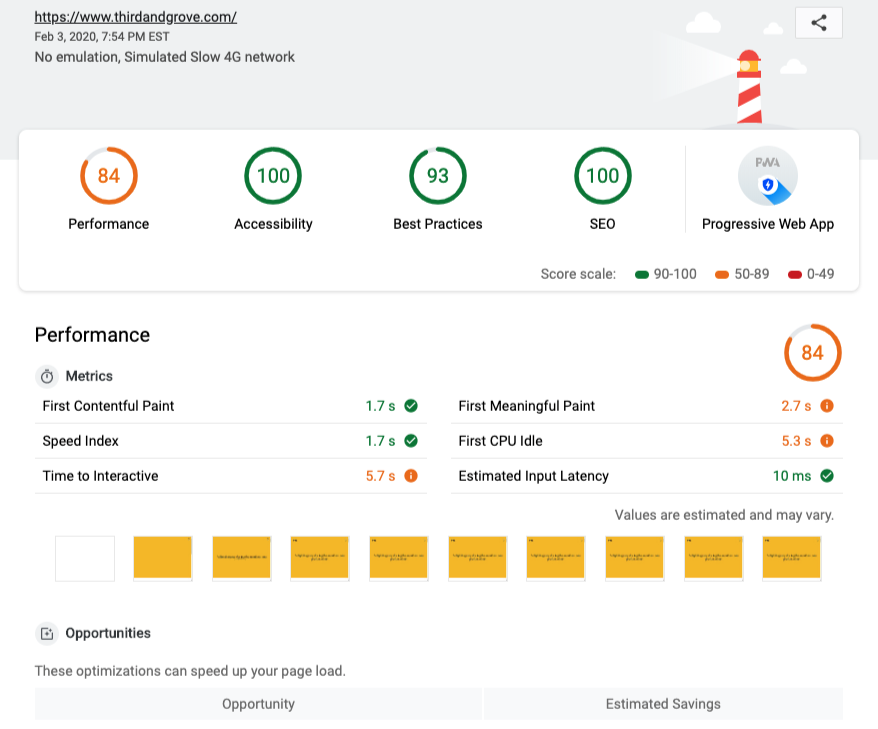 https://www.thirdandgrove.com/
Feb 3, 2020, 7:54 PM EST
No emulation, Simulated Slow 4G network
84
100
93
100
PWA
Performance
Accessibility
Best Practices
SEO
Progressive Web App
Score scale: 90-100 50-89 0-49
Performance
84
Metrics
First Contentful Paint 1.7 s
First Meaningful Paint 2.7 s
Speed Index 1.7 s
First CPU Idle 5.3 s
Time to Interactive 5.7 s
Estimated Input Latency 10 ms
Values are estimated and may vary.
Opportunities
These optimizations can speed up your page load.
Opportunity
Estimated Savings